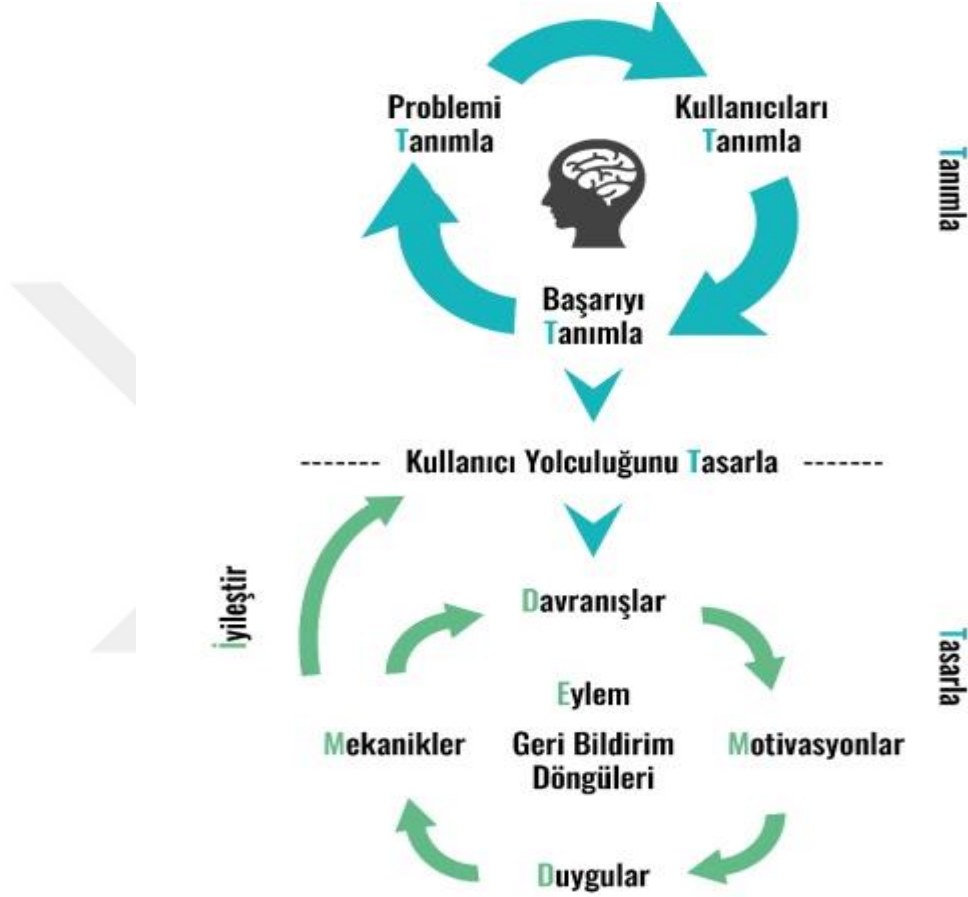 Problemi
Tanımla
Kullanıcıları
Tanımla
Tanımla
Başarıyı
Tanımla
------- Kullanıcı Yolculuğunu Tasarla -------
İyileştir
Davranışlar
Tasarla
Eylem
Mekanikler
Geri Bildirim
Döngüleri
Motivasyonlar
Duygular